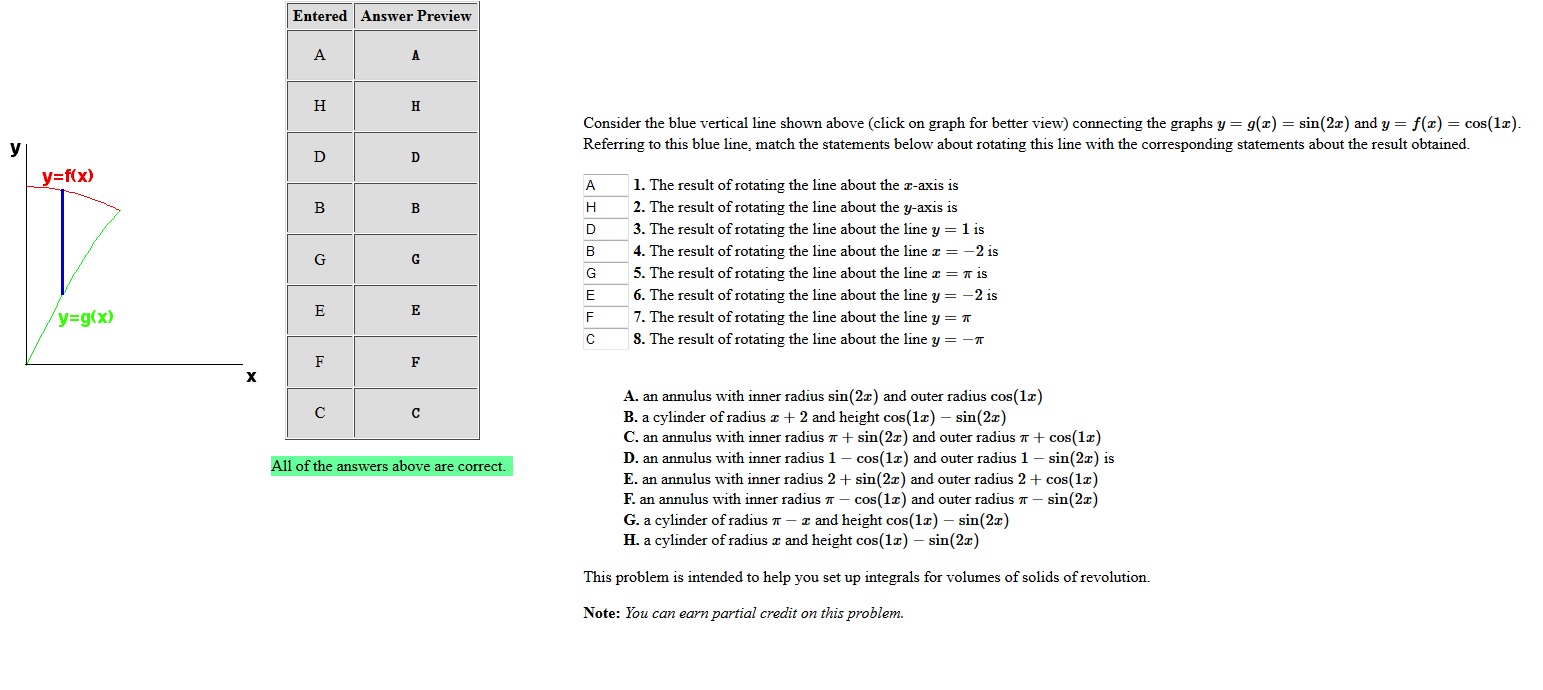 Entered Answer Preview
A A
H H
D D
B B
G G
E E
F F
C C
All of the answers above are correct.
y
y=f(x)
y=g(x)
x
Consider the blue vertical line shown above (click on graph for better view) connecting the graphs y = g(x) = sin(2x) and y = f(x) = cos(1x).
Referring to this blue line, match the statements below about rotating this line with the corresponding statements about the result obtained.
A 1. The result of rotating the line about the x-axis is
H 2. The result of rotating the line about the y-axis is
D 3. The result of rotating the line about the line y = 1 is
B 4. The result of rotating the line about the line x = −2 is
G 5. The result of rotating the line about the line x = π is
E 6. The result of rotating the line about the line y = −2 is
F 7. The result of rotating the line about the line y = π
C 8. The result of rotating the line about the line y = −π
A. an annulus with inner radius sin(2x) and outer radius cos(1x)
B. a cylinder of radius x + 2 and height cos(1x) − sin(2x)
C. an annulus with inner radius π + sin(2x) and outer radius π + cos(1x)
D. an annulus with inner radius 1 − cos(1x) and outer radius 1 − sin(2x) is
E. an annulus with inner radius 2 + sin(2x) and outer radius 2 + cos(1x)
F. an annulus with inner radius π − cos(1x) and outer radius π − sin(2x)
G. a cylinder of radius π − x and height cos(1x) − sin(2x)
H. a cylinder of radius x and height cos(1x) − sin(2x)
This problem is intended to help you set up integrals for volumes of solids of revolution.
Note: You can earn partial credit on this problem.